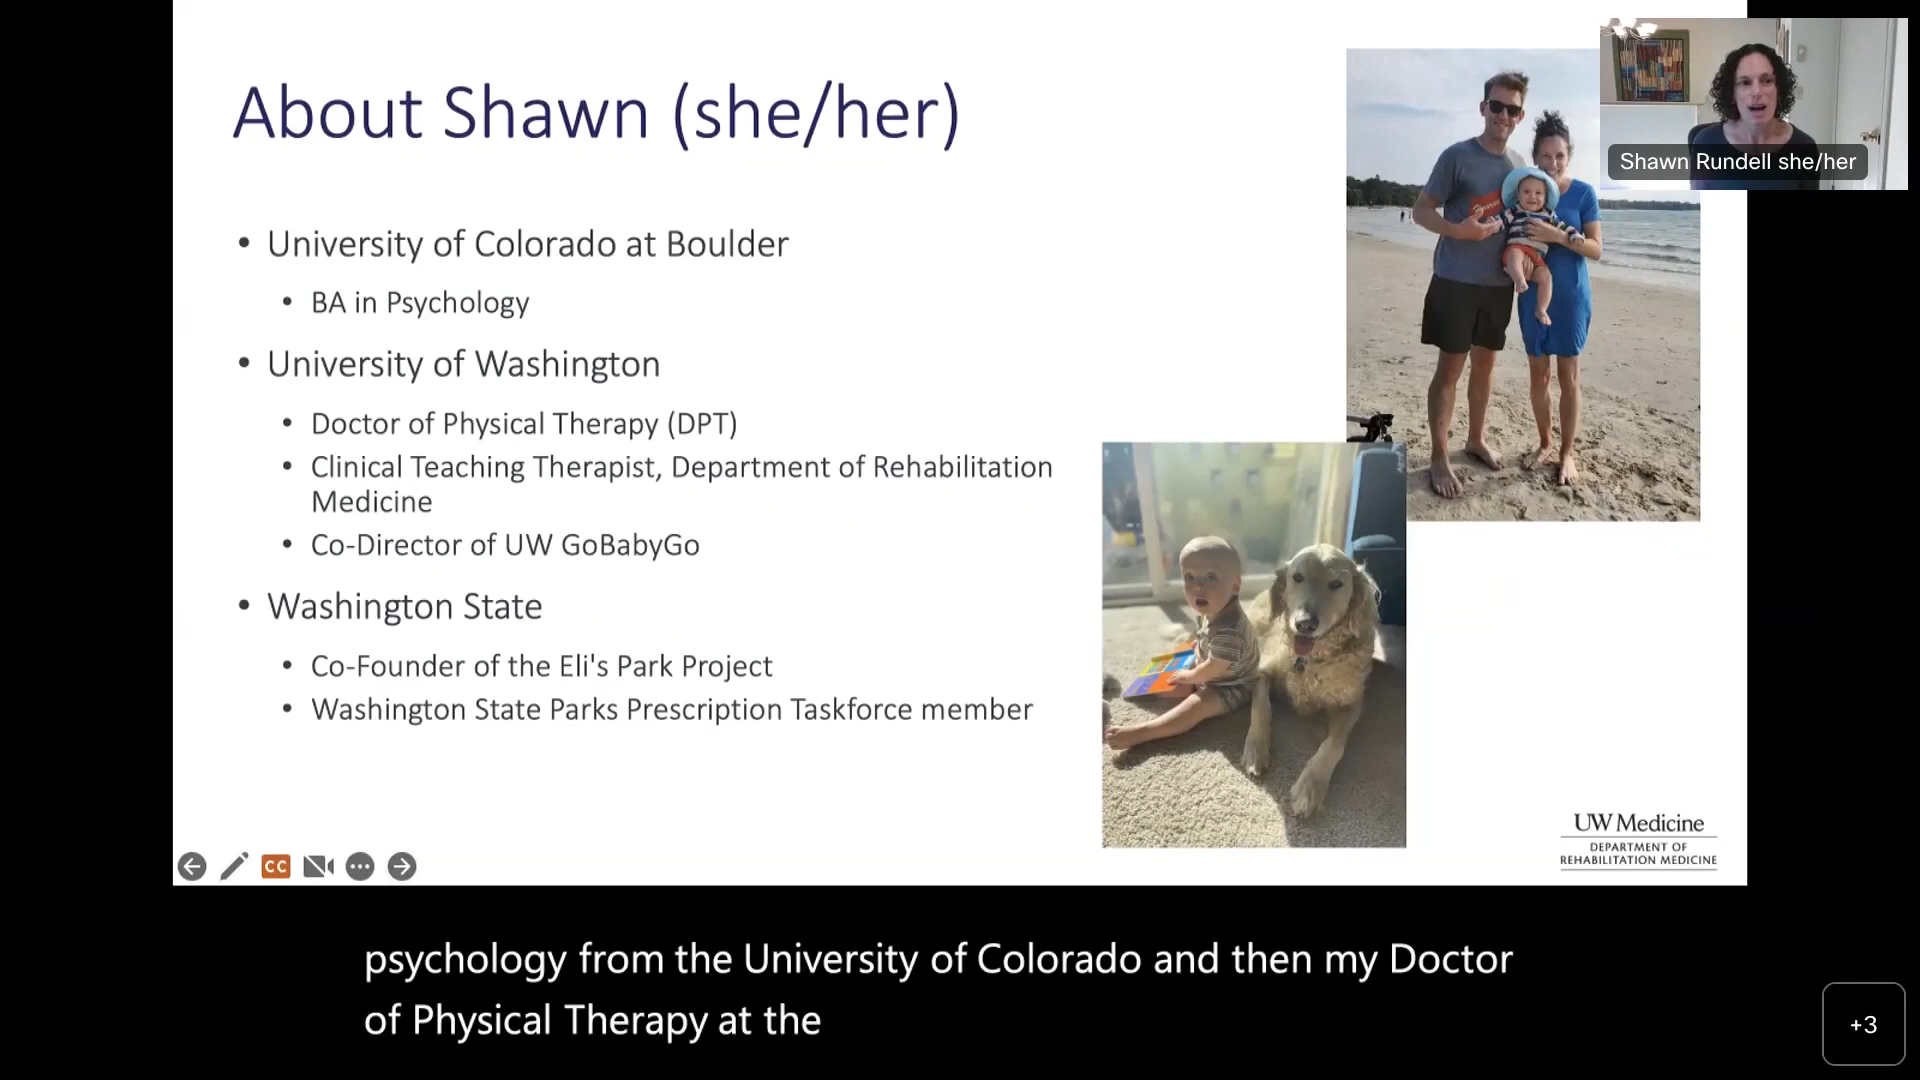 About Shawn (she/her)
• University of Colorado at Boulder
• BA in Psychology
• University of Washington
• Doctor of Physical Therapy (DPT)
• Clinical Teaching Therapist, Department of Rehabilitation
Medicine
• Co-Director of UW GoBabyGo
• Washington State
• Co-Founder of the Eli's Park Project
• Washington State Parks Prescription Taskforce member
Shawn Rundell she/her
UW Medicine
DEPARTMENT OF
REHABILITATION MEDICINE
CC
psychology from the University of Colorado and then my Doctor
of Physical Therapy at the
+3